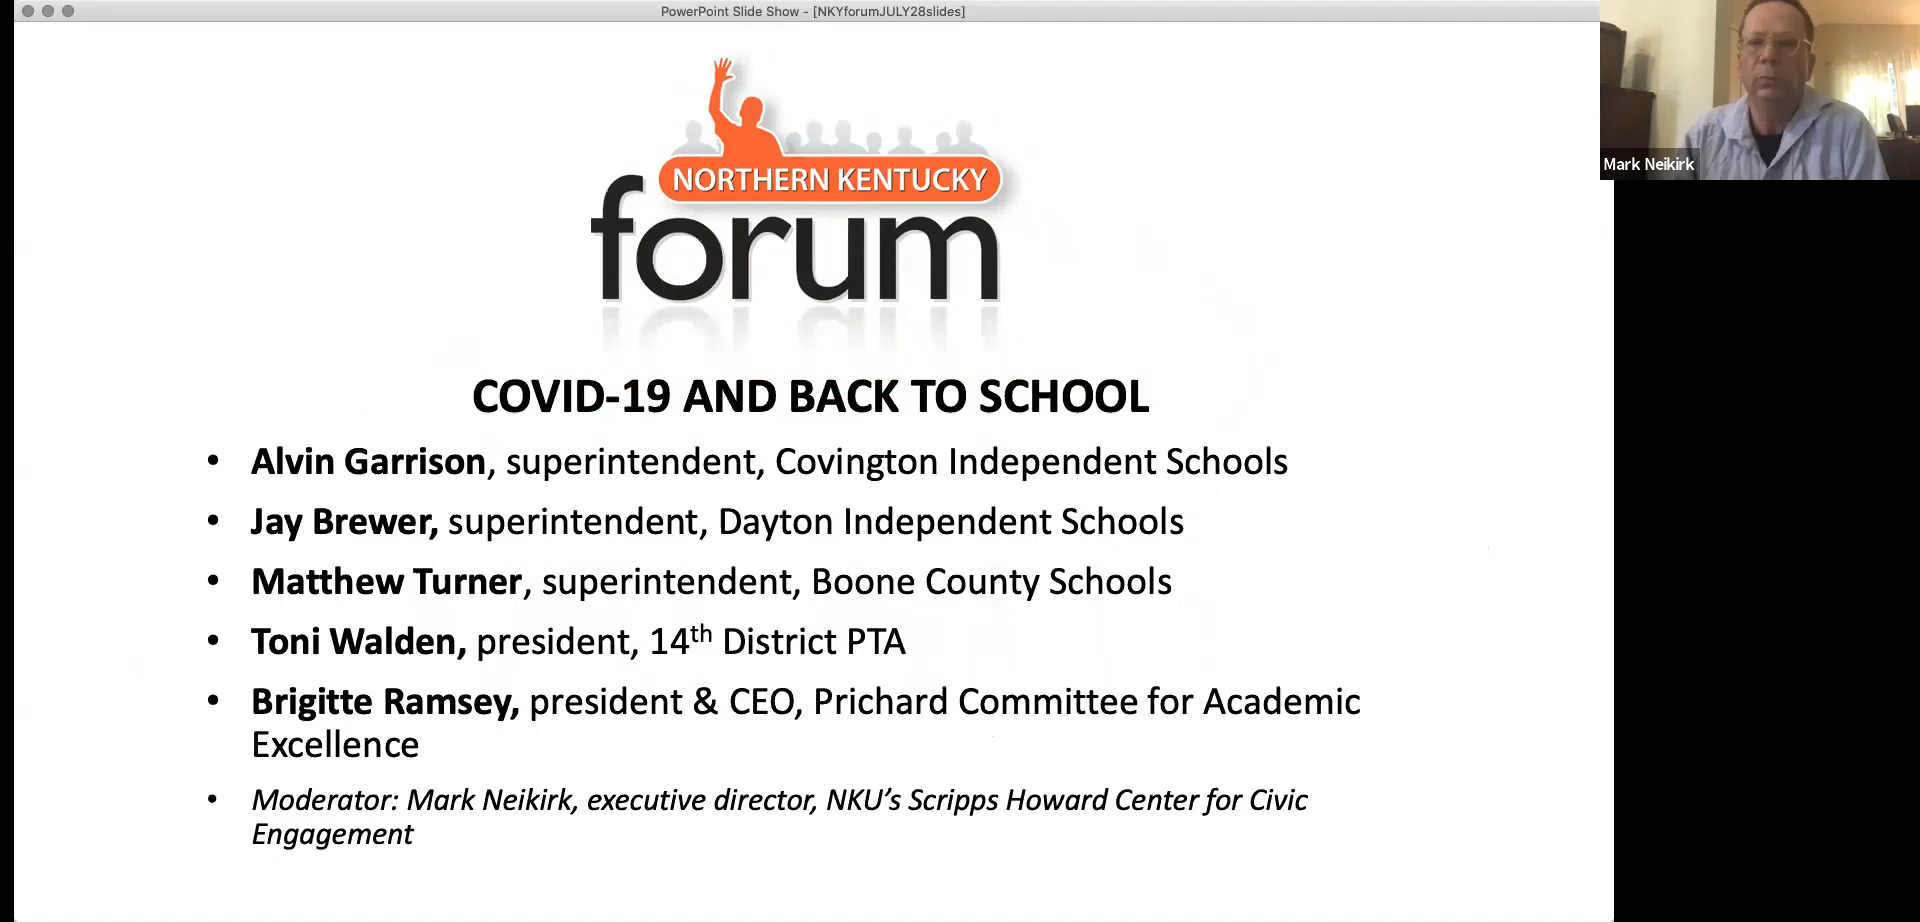 PowerPoint Slide Show - [NKYforumJULY28slides]
Mark Neikirk
NORTHERN KENTUCKY
forum
COVID-19 AND BACK TO SCHOOL
• Alvin Garrison, superintendent, Covington Independent Schools
• Jay Brewer, superintendent, Dayton Independent Schools
• Matthew Turner, superintendent, Boone County Schools
• Toni Walden, president, 14th District PTA
• Brigitte Ramsey, president & CEO, Prichard Committee for Academic
Excellence
• Moderator: Mark Neikirk, executive director, NKU’s Scripps Howard Center for Civic
Engagement